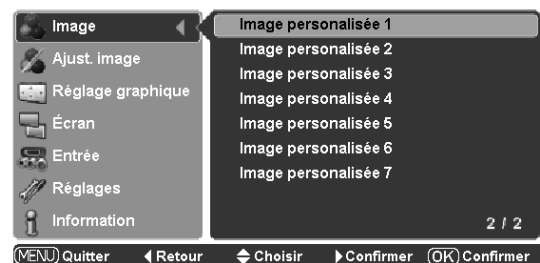 Image
Ajust. image
Réglage graphique
Écran
Entrée
Réglages
Information
Image personalisée 1
Image personalisée 2
Image personalisée 3
Image personalisée 4
Image personalisée 5
Image personalisée 6
Image personalisée 7
2 / 2
MENU Quitter Retour Choisir Confirmer OK Confirmer